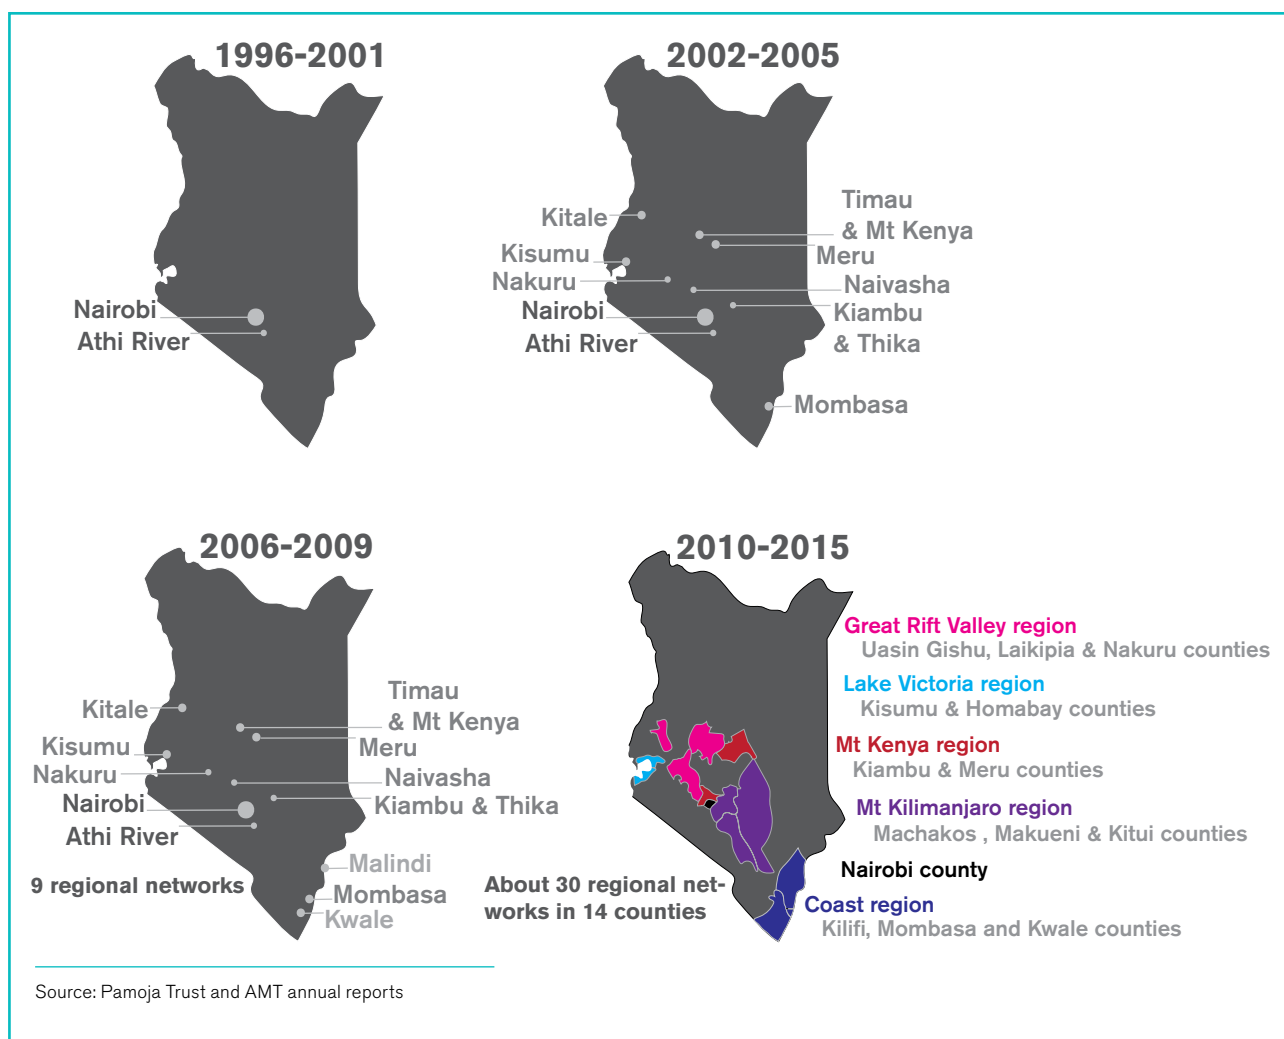 1996-2001
Nairobi
Athi River
2002-2005
Kitale
Kisumu
Nakuru
Nairobi
Athi River
Timau
& Mt Kenya
Meru
Naivasha
Kiambu
& Thika
Mombasa
2006-2009
Kitale
Kisumu
Nakuru
Nairobi
Athi River
Timau
& Mt Kenya
Meru
Naivasha
Kiambu & Thika
Malindi
Mombasa
Kwale
9 regional networks
2010-2015
Great Rift Valley region
Uasin Gishu, Laikipia & Nakuru counties
Lake Victoria region
Kisumu & Homabay counties
Mt Kenya region
Kiambu & Meru counties
Mt Kilimanjaro region
Machakos , Makueni & Kitui counties
Nairobi county
Coast region
Kilifi, Mombasa and Kwale counties
About 30 regional net-
works in 14 counties
Source: Pamoja Trust and AMT annual reports